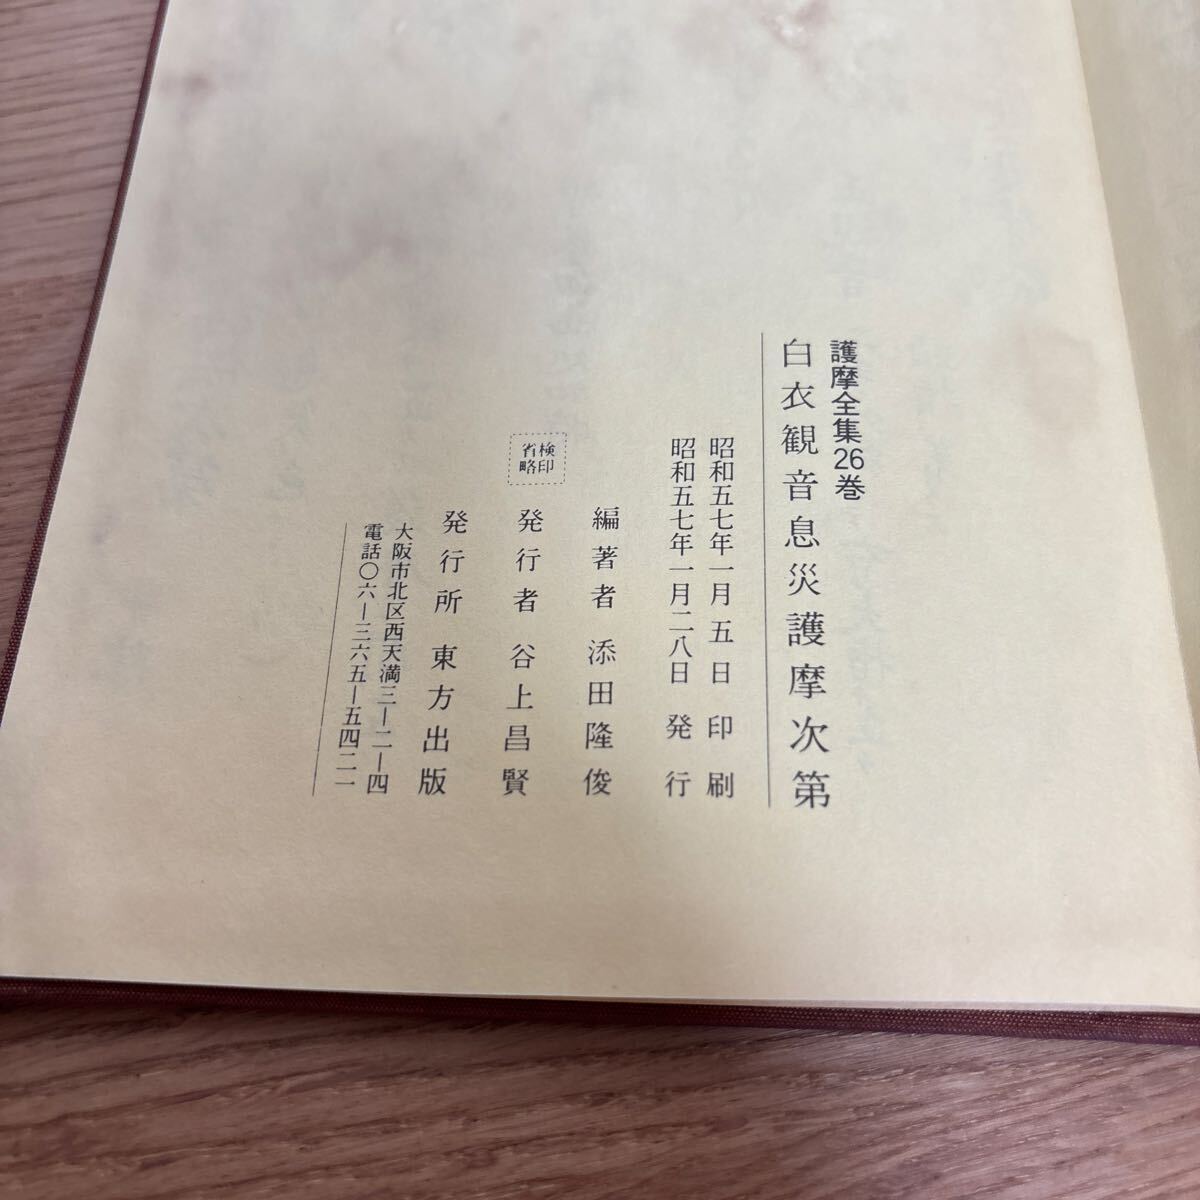 護摩全集26巻
白衣観音息災護摩次第
昭和五七年一月五日印刷
昭和五七年一月二八日発行
編著者 添田隆俊
発行者 谷上昌賢
検印
省略
発行所 東方出版
大阪市北区西天満三ー二ー四
電話〇六ー三六五ー五四二一